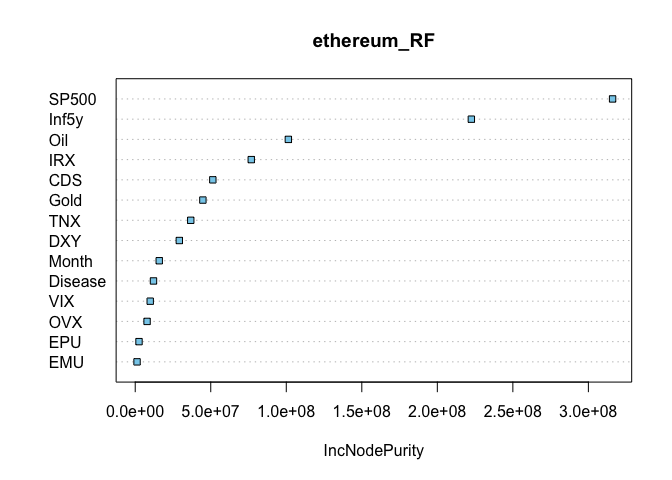 ethereum_RF
SP500
Inf5y
Oil
IRX
CDS
Gold
TNX
DXY
Month
Disease
VIX
OVX
EPU
EMU
0.0e+00 5.0e+07 1.0e+08 1.5e+08 2.0e+08 2.5e+08 3.0e+08
IncNodePurity